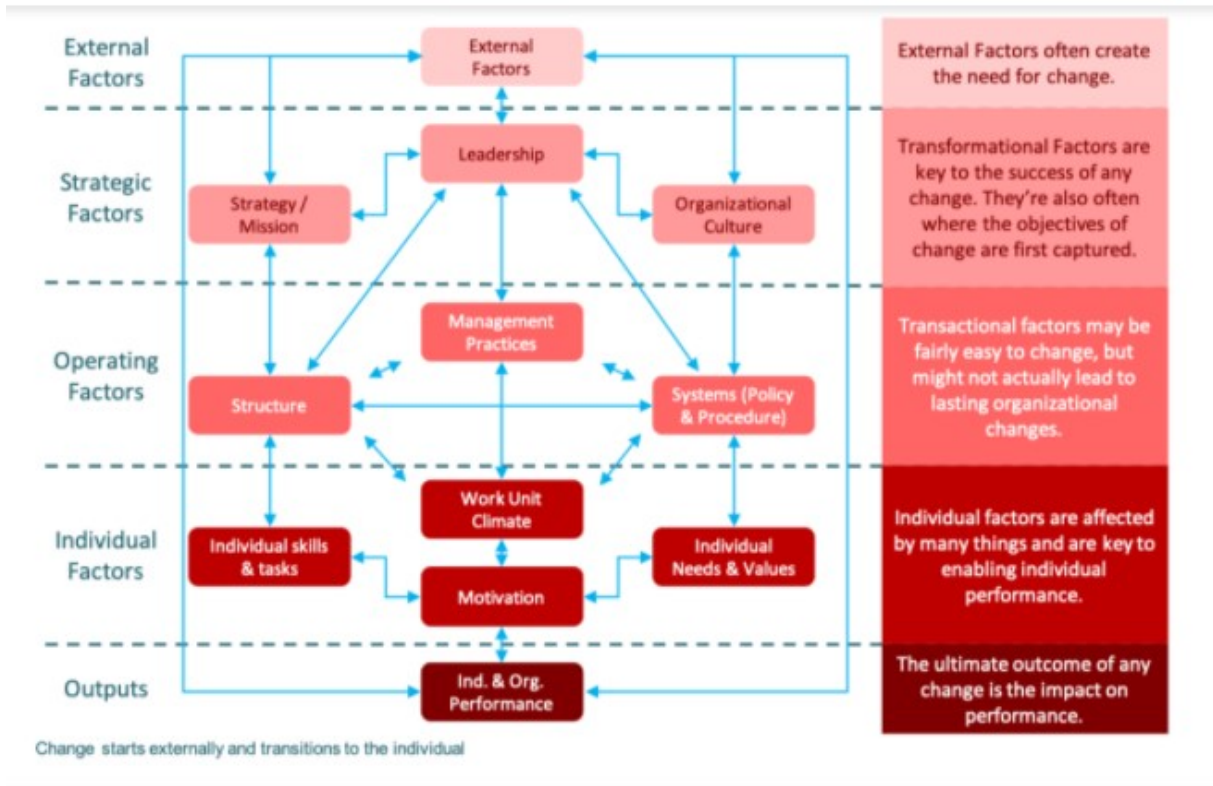 External
Factors
External
Factors
External Factors often create
the need for change.
Strategic
Factors
Leadership
Strategy /
Mission
Organizational
Culture
Transformational Factors are
key to the success of any
change. They're also often
where the objectives of
change are first captured.
Operating
Factors
Management
Practices
Structure
Systems (Policy
& Procedure)
Transactional factors may be
fairly easy to change, but
might not actually lead to
lasting organizational
changes.
Individual
Factors
Work Unit
Climate
Individual skills
& tasks
Individual
Needs & Values
Motivation
Individual factors are affected
by many things and are key to
enabling individual
performance.
Outputs
Ind. & Org.
Performance
The ultimate outcome of any
change is the impact on
performance.
Change starts externally and transitions to the individual